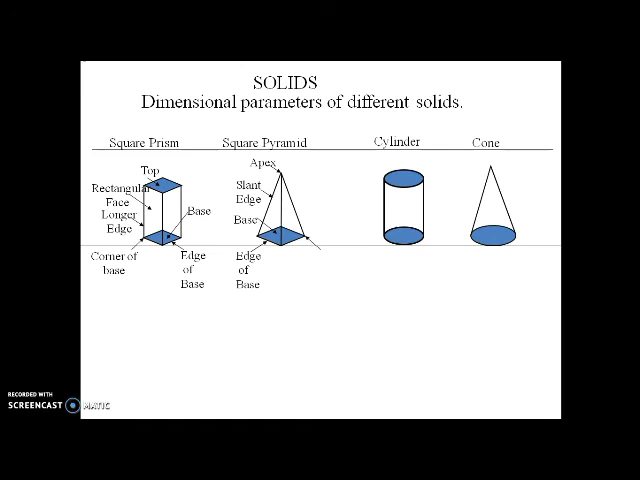 SOLIDS
Dimensional parameters of different solids.
Square Prism
Square Pyramid
Cylinder
Cone
Top
Rectangular
Face
Longer
Edge
Base
Corner of
base
Edge
of
Base
Apex
Slant
Edge
Base
Edge
of
Base
RECORDED WITH
SCREENCAST MATIC